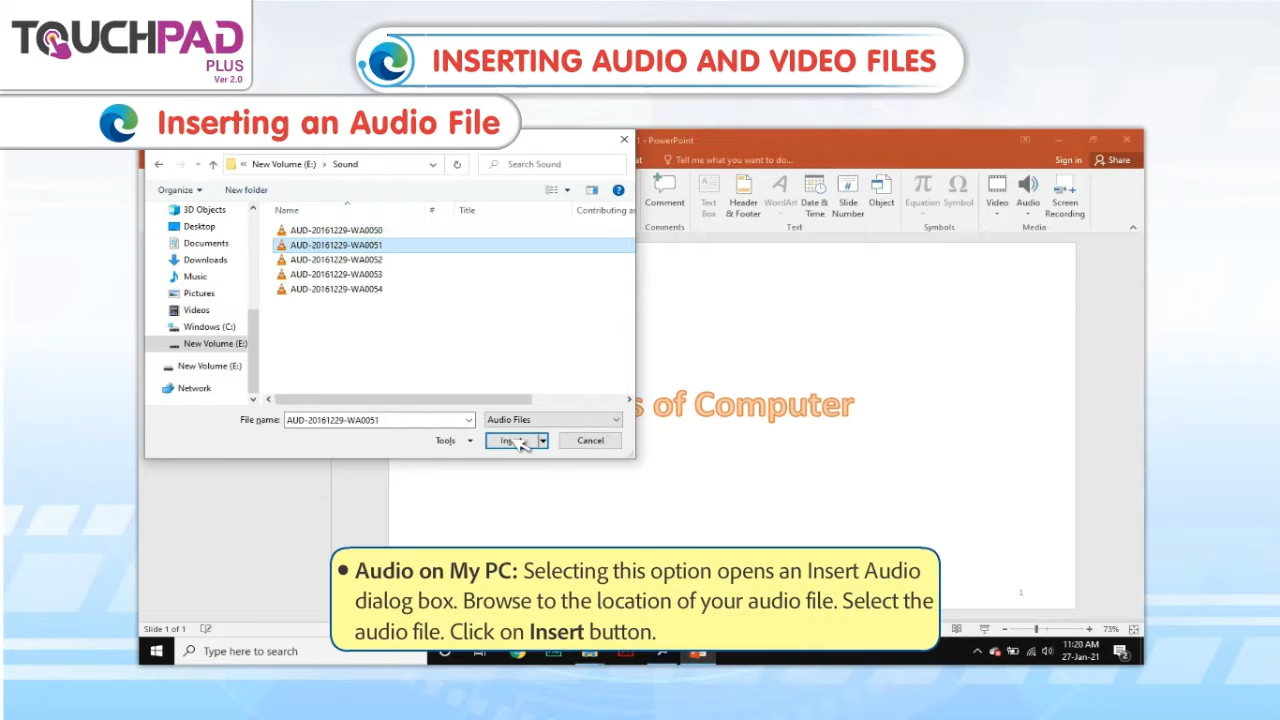 TOUCHPAD
PLUS
Ver 2.0
INSERTING AUDIO AND VIDEO FILES
Inserting an Audio File
1 - PowerPoint
« New Volume (E:) › Sound
Search Sound
Tell me what you want to do...
Sign in
Share
Organize
New folder
Comment
Text Box
Header & Footer
WordArt
Date & Time
Slide Number
Object
Equation
Symbol
Video
Audio
Screen Recording
Comments
Text
Symbols
Media
Name
#
Title
Contributing ar
3D Objects
Desktop
Documents
Downloads
Music
Pictures
Videos
Windows (C:)
New Volume (E:)
New Volume (E:)
Network
AUD-20161229-WA0050
AUD-20161229-WA0051
AUD-20161229-WA0052
AUD-20161229-WA0053
AUD-20161229-WA0054
File name:
AUD-20161229-WA0051
Audio Files
Tools
Cancel
s of Computer
• Audio on My PC: Selecting this option opens an Insert Audio
dialog box. Browse to the location of your audio file. Select the
audio file. Click on Insert button.
1
Slide 1 of 1
73%
Type here to search
11:20 AM
27-Jan-21
2